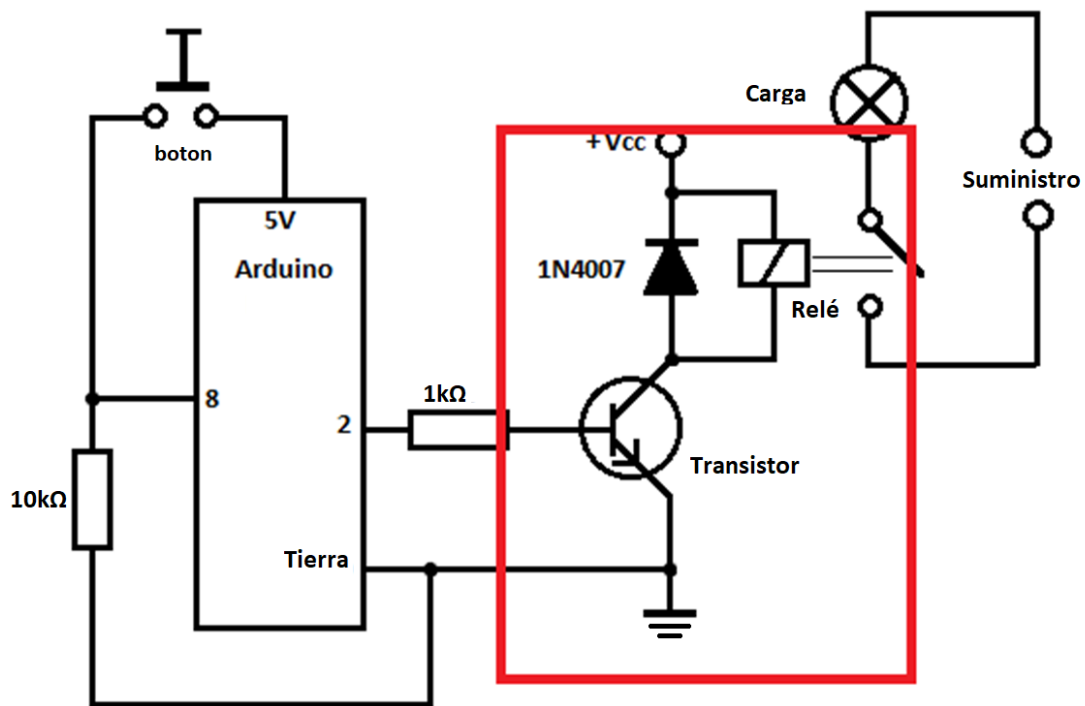 boton
5V
Arduino
8
2
Tierra
10kΩ
1kΩ
+Vcc
1N4007
Relé
Transistor
Carga
Suministro